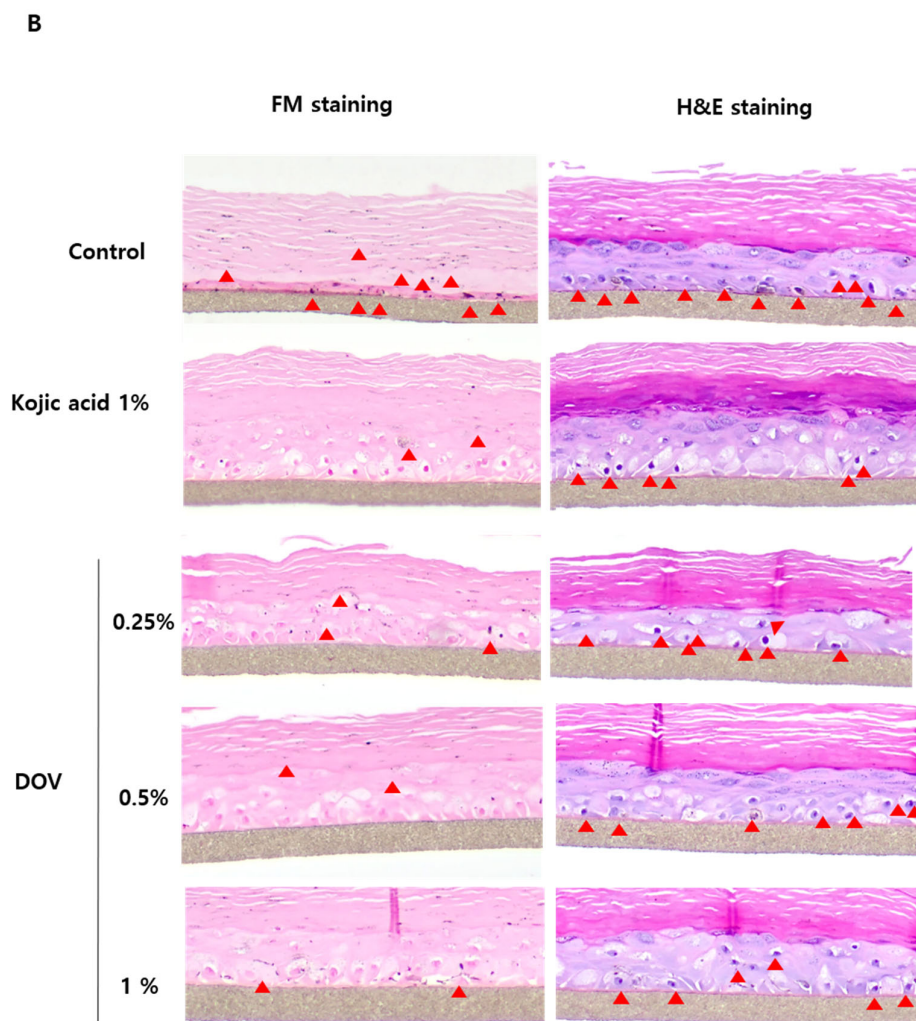 B
FM staining
H&E staining
Control
Kojic acid 1%
0.25%
DOV
0.5%
1 %